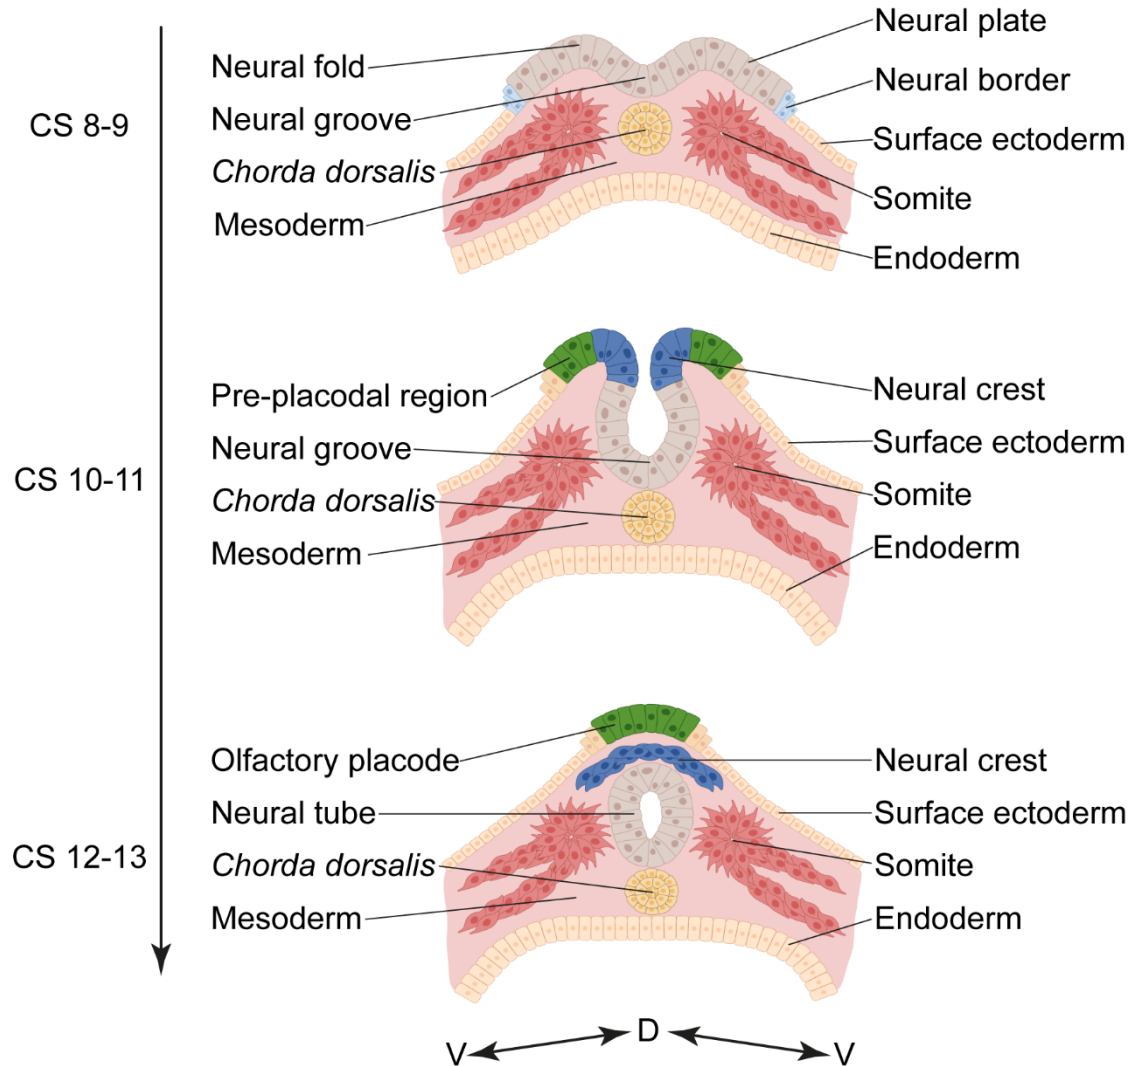 CS 8-9
Neural fold
Neural groove
Chorda dorsalis
Mesoderm
Neural plate
Neural border
Surface ectoderm
Somite
Endoderm
CS 10-11
Pre-placodal region
Neural groove
Chorda dorsalis
Mesoderm
Neural crest
Surface ectoderm
Somite
Endoderm
CS 12-13
Olfactory placode
Neural tube
Chorda dorsalis
Mesoderm
Neural crest
Surface ectoderm
Somite
Endoderm
V D V